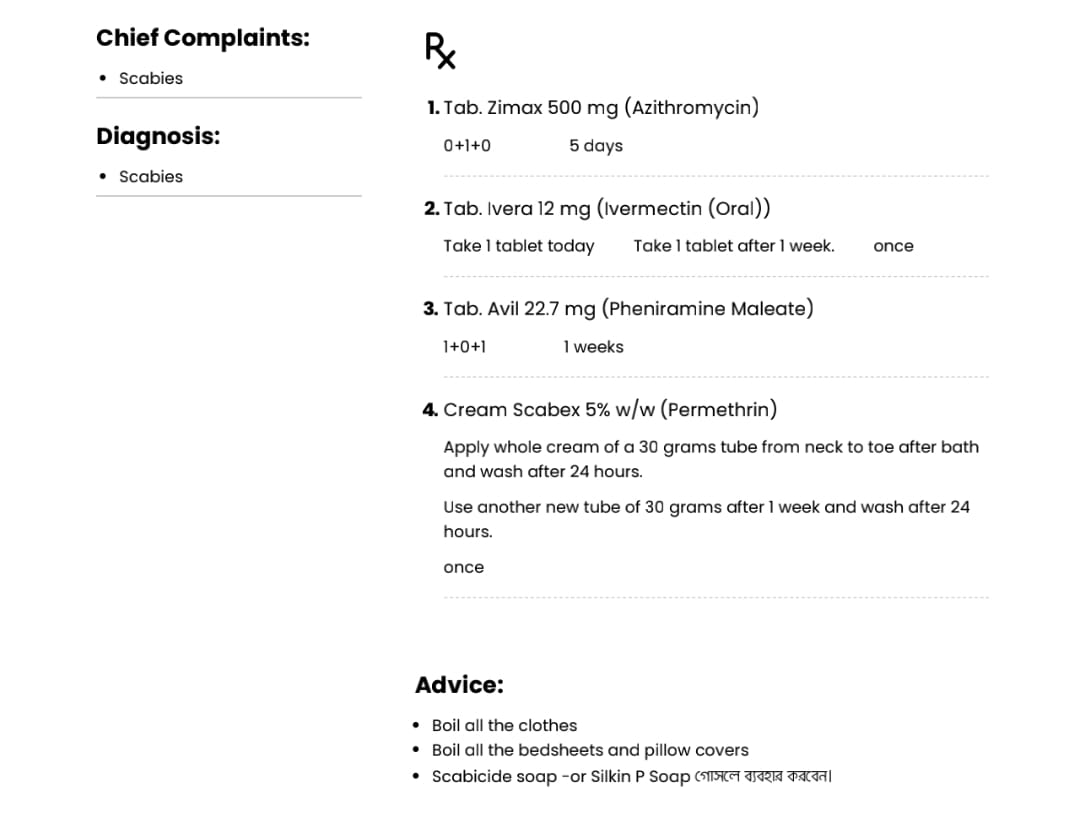 Chief Complaints:
• Scabies
Diagnosis:
• Scabies
Rx
1. Tab. Zimax 500 mg (Azithromycin)
0+1+0 5 days
2. Tab. Ivera 12 mg (Ivermectin (Oral))
Take 1 tablet today Take 1 tablet after 1 week. once
3. Tab. Avil 22.7 mg (Pheniramine Maleate)
1+0+1 1 weeks
4. Cream Scabex 5% w/w (Permethrin)
Apply whole cream of a 30 grams tube from neck to toe after bath
and wash after 24 hours.
Use another new tube of 30 grams after 1 week and wash after 24
hours.
once
Advice:
• Boil all the clothes
• Boil all the bedsheets and pillow covers
• Scabicide soap -or Silkin P Soap গোসলে ব্যবহার করবেন।